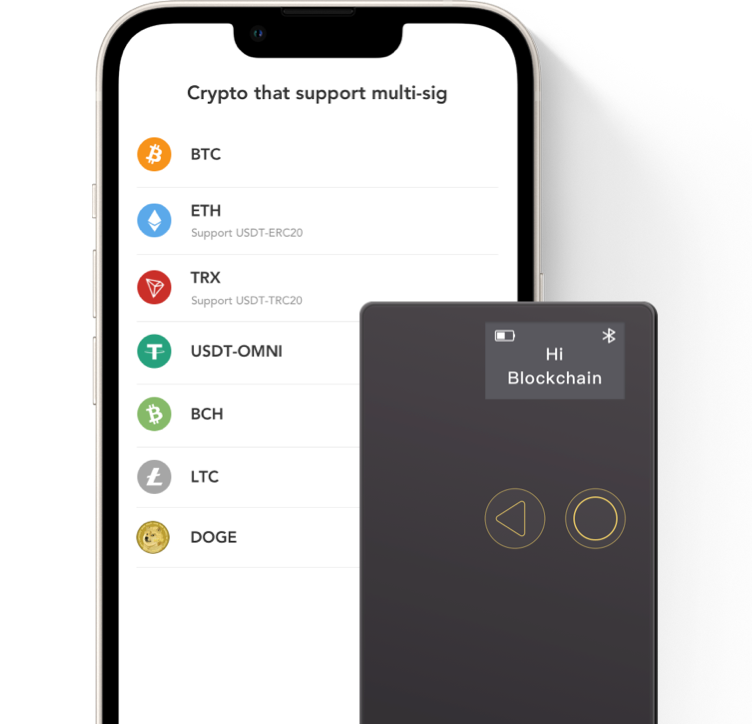 Crypto that support multi-sig
BTC
ETH
Support USDT-ERC20
TRX
Support USDT-TRC20
USDT-OMNI
BCH
LTC
DOGE
Hi
Blockchain